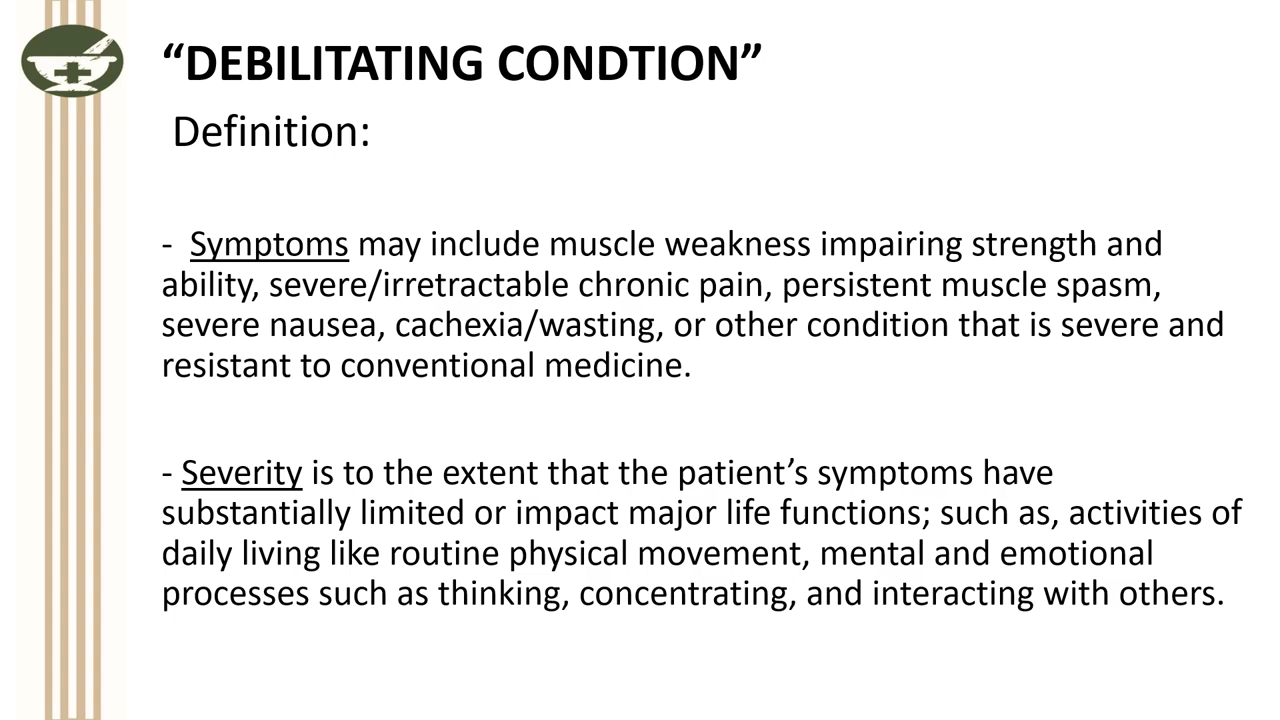 “DEBILITATING CONDTION”
Definition:
- Symptoms may include muscle weakness impairing strength and
ability, severe/irretractable chronic pain, persistent muscle spasm,
severe nausea, cachexia/wasting, or other condition that is severe and
resistant to conventional medicine.
- Severity is to the extent that the patient’s symptoms have
substantially limited or impact major life functions; such as, activities of
daily living like routine physical movement, mental and emotional
processes such as thinking, concentrating, and interacting with others.